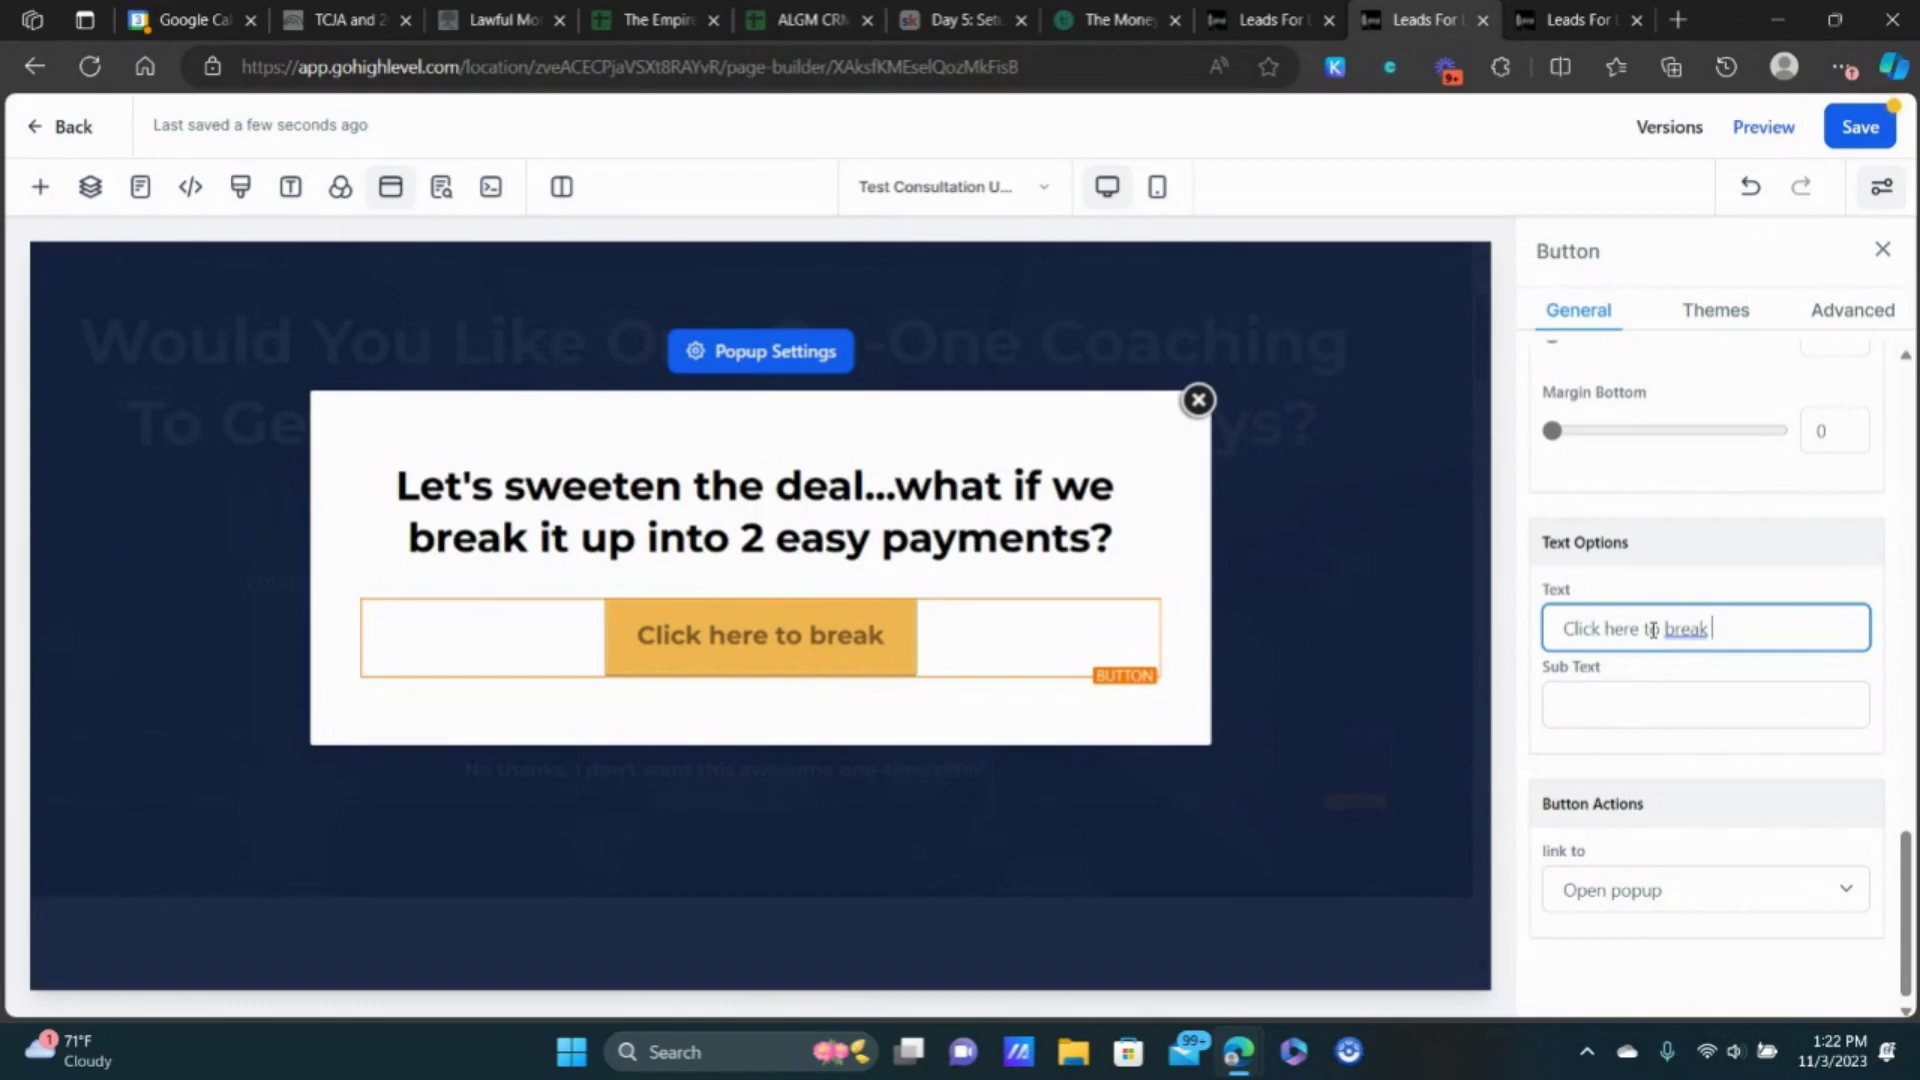 Google Cal
TCJA and 2
Lawful Mo
The Empire
ALGM CRM
Day 5: Setu
The Money
Leads For L
Leads For L
Leads For L
https://app.gohighlevel.com/location/zveACECPjaVSXt8RAYvR/page-builder/XAksfKMEselQozMkFisB
9+
Back
Last saved a few seconds ago
Versions
Preview
Save
Test Consultation U...
Button
General
Themes
Advanced
Would You Like On
-One Coaching
To Ge
ys?
Popup Settings
Let's sweeten the deal...what if we
break it up into 2 easy payments?
Click here to break
BUTTON
No thanks, I don't want this awesome one-time offer
Margin Bottom
0
Text Options
Text
Click here to break
Sub Text
Button Actions
link to
Open popup
1
71°F
Cloudy
Search
99+
1:22 PM
11/3/2023